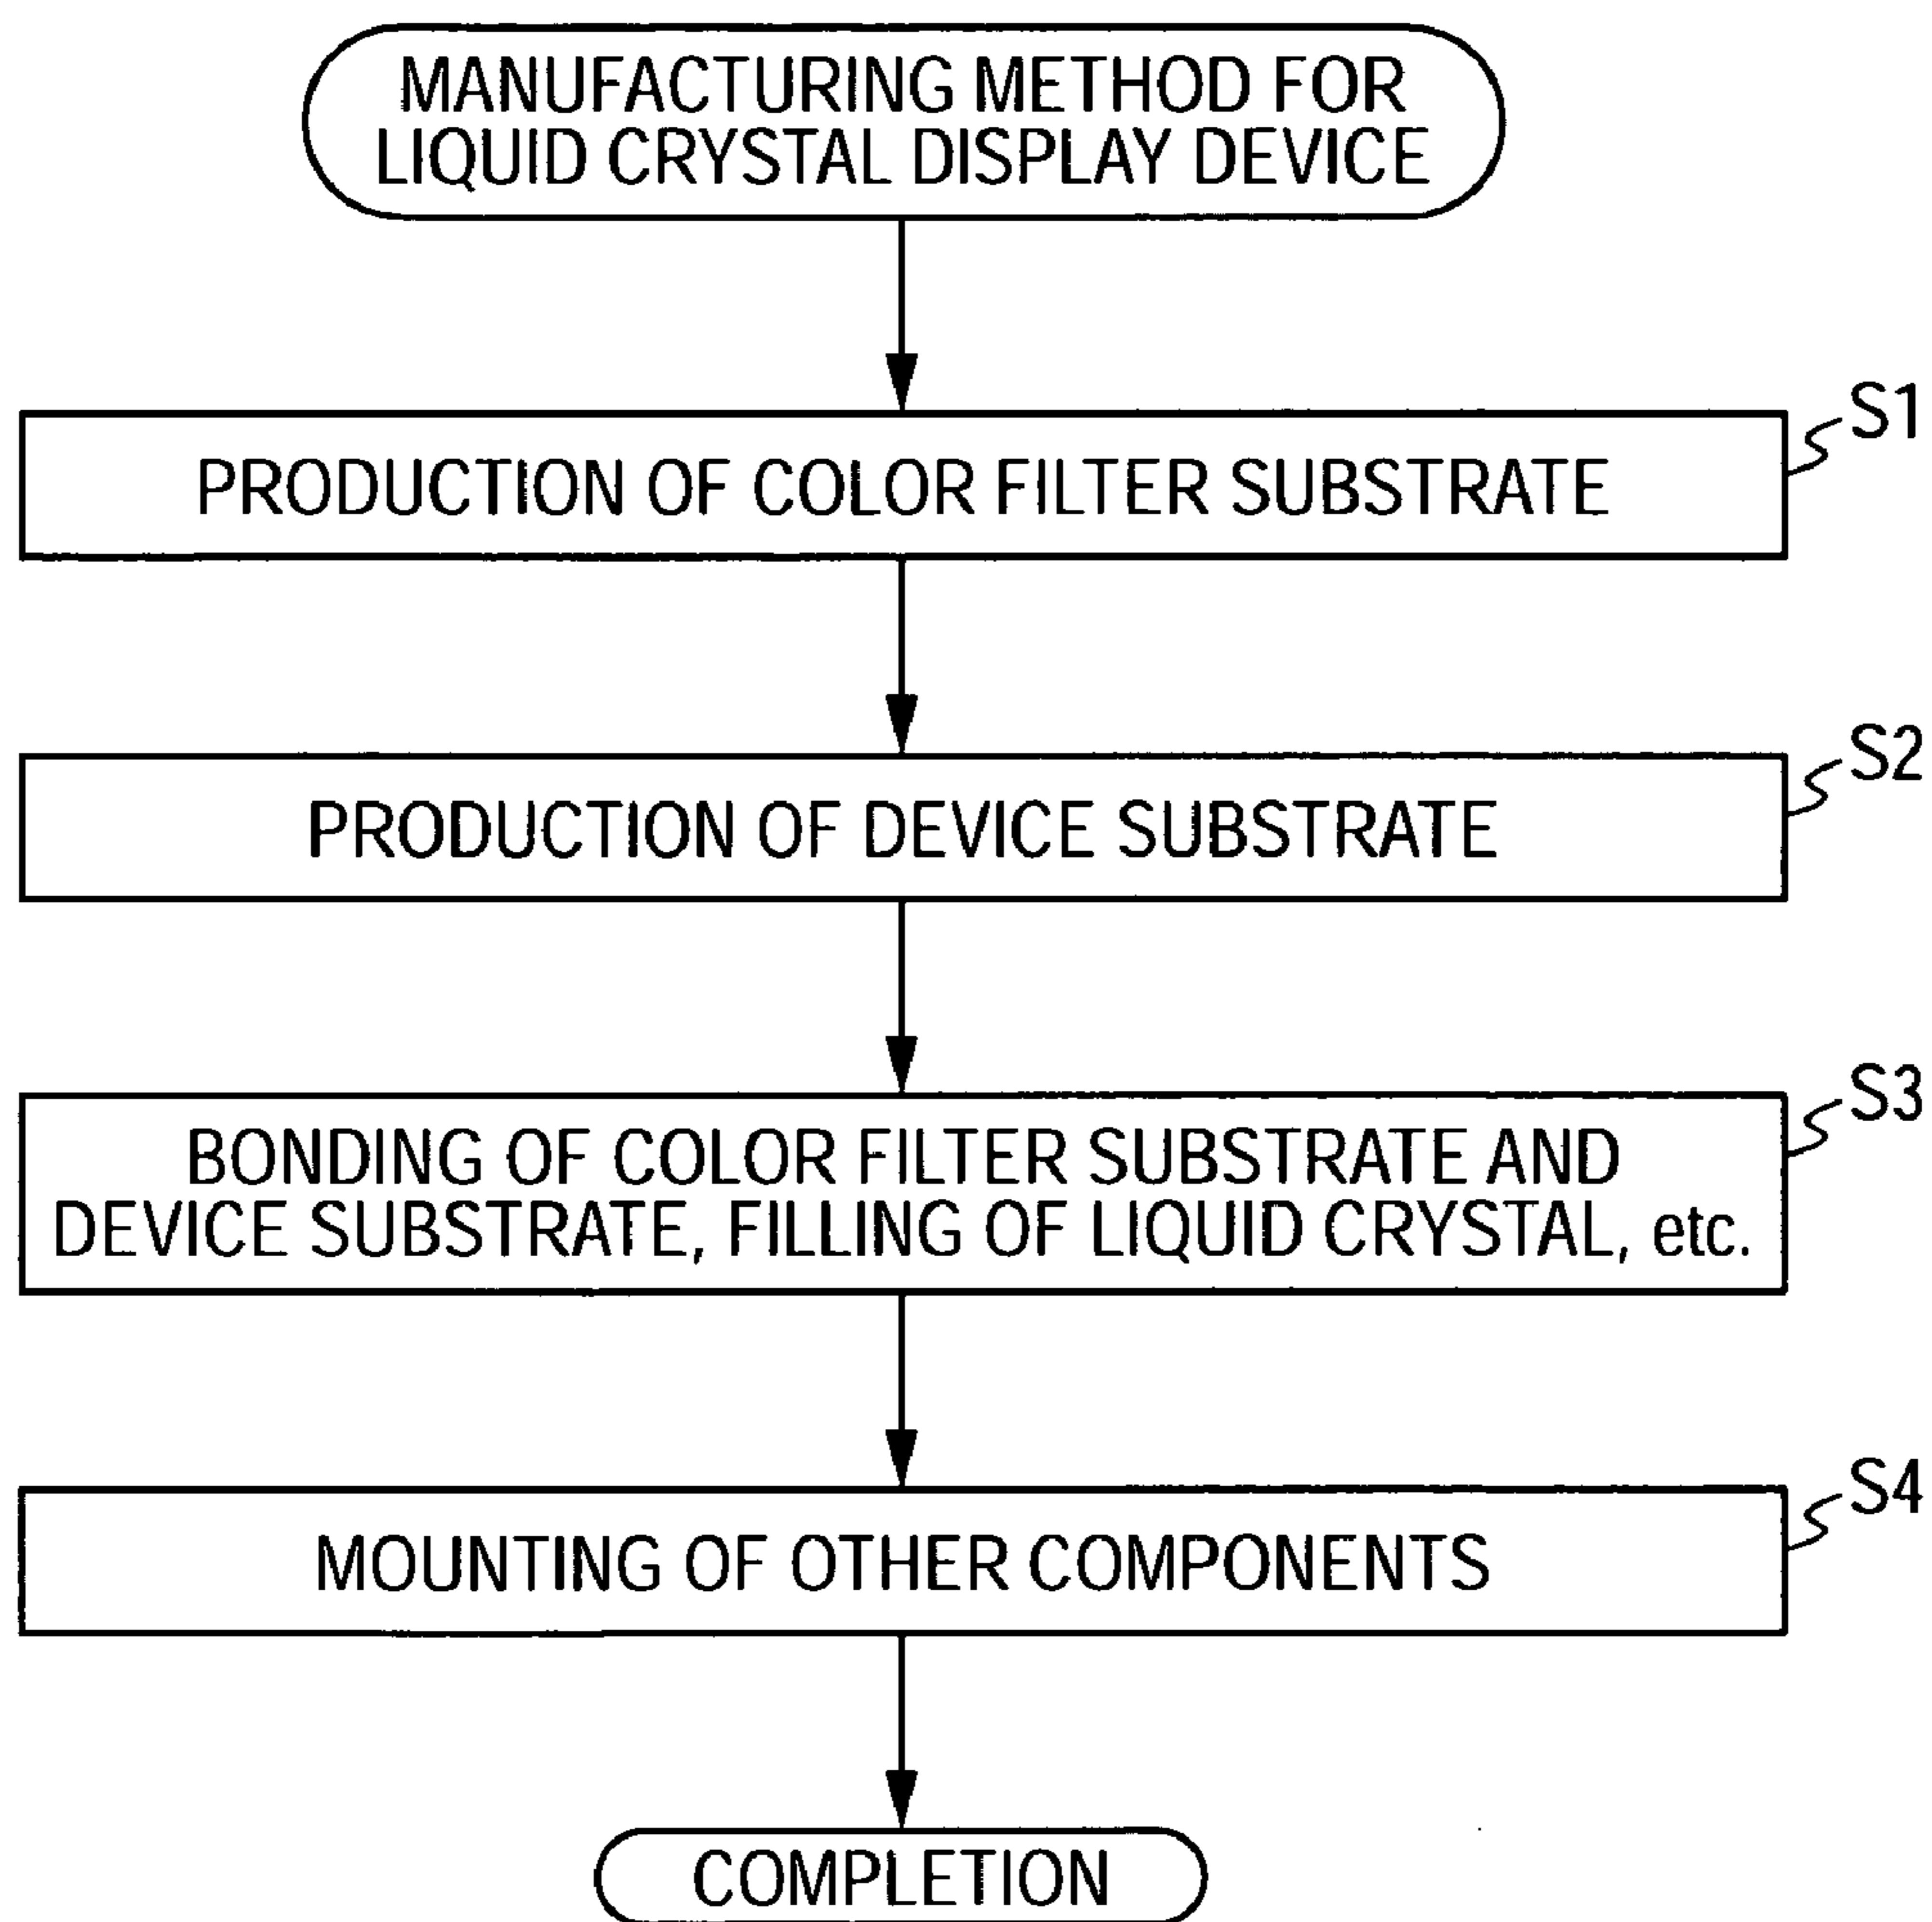 MANUFACTURING METHOD FOR
LIQUID CRYSTAL DISPLAY DEVICE
S1
PRODUCTION OF COLOR FILTER SUBSTRATE
S2
PRODUCTION OF DEVICE SUBSTRATE
S3
BONDING OF COLOR FILTER SUBSTRATE AND
DEVICE SUBSTRATE, FILLING OF LIQUID CRYSTAL, etc.
S4
MOUNTING OF OTHER COMPONENTS
COMPLETION